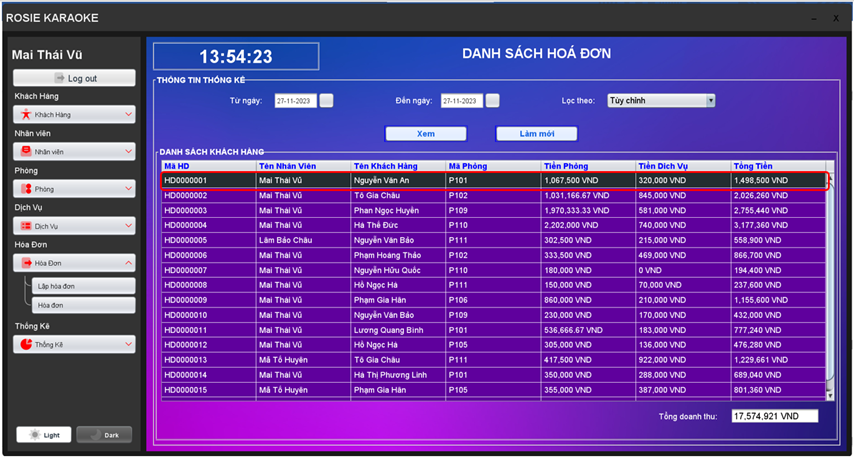 ROSIE KARAOKE - X
Mai Thái Vũ
Log out
Khách Hàng
Khách Hàng
Nhân viên
Nhân viên
Phòng
Phòng
Dịch Vụ
Dịch Vụ
Hóa Đơn
Hóa Đơn
Lập hóa đơn
Hóa đơn
Thống Kê
Thống Kê
Light Dark
13:54:23 DANH SÁCH HOÁ ĐƠN
THÔNG TIN THỐNG KÊ
Từ ngày: 27-11-2023 Đến ngày: 27-11-2023 Lọc theo: Tùy chỉnh
Xem Làm mới
DANH SÁCH KHÁCH HÀNG
Mã HD Tên Nhân Viên Tên Khách Hàng Mã Phòng Tiền Phòng Tiền Dịch Vụ Tổng Tiền
HD0000001 Mai Thái Vũ Nguyễn Văn An P101 1,067,500 VND 320,000 VND 1,498,500 VND
HD0000002 Mai Thái Vũ Tô Gia Châu P102 1,031,166.67 VND 845,000 VND 2,026,260 VND
HD0000003 Mai Thái Vũ Phan Ngọc Huyền P109 1,970,333.33 VND 581,000 VND 2,755,440 VND
HD0000004 Mai Thái Vũ Hà Thế Đức P110 2,202,000 VND 740,000 VND 3,177,360 VND
HD0000005 Lâm Bảo Châu Nguyễn Văn Bảo P111 302,500 VND 215,000 VND 558,900 VND
HD0000006 Mai Thái Vũ Phạm Hoàng Thảo P102 333,500 VND 469,000 VND 866,700 VND
HD0000007 Mai Thái Vũ Nguyễn Hữu Quốc P110 180,000 VND 0 VND 194,400 VND
HD0000008 Mai Thái Vũ Hồ Ngọc Hà P111 150,000 VND 70,000 VND 237,600 VND
HD0000009 Mai Thái Vũ Phạm Gia Hân P106 860,000 VND 210,000 VND 1,155,600 VND
HD0000010 Mai Thái Vũ Nguyễn Văn Bảo P109 230,000 VND 170,000 VND 432,000 VND
HD0000011 Mai Thái Vũ Lương Quang Bình P101 536,666.67 VND 183,000 VND 777,240 VND
HD0000012 Mai Thái Vũ Hồ Ngọc Hà P105 305,000 VND 136,000 VND 476,280 VND
HD0000013 Mã Tố Huyên Tô Gia Châu P111 417,500 VND 922,000 VND 1,229,661 VND
HD0000014 Mai Thái Vũ Hà Thị Phương Linh P101 350,000 VND 288,000 VND 689,040 VND
HD0000015 Mã Tố Huyên Phạm Gia Hân P105 355,000 VND 387,000 VND 801,360 VND
Tổng doanh thu: 17,574,921 VND